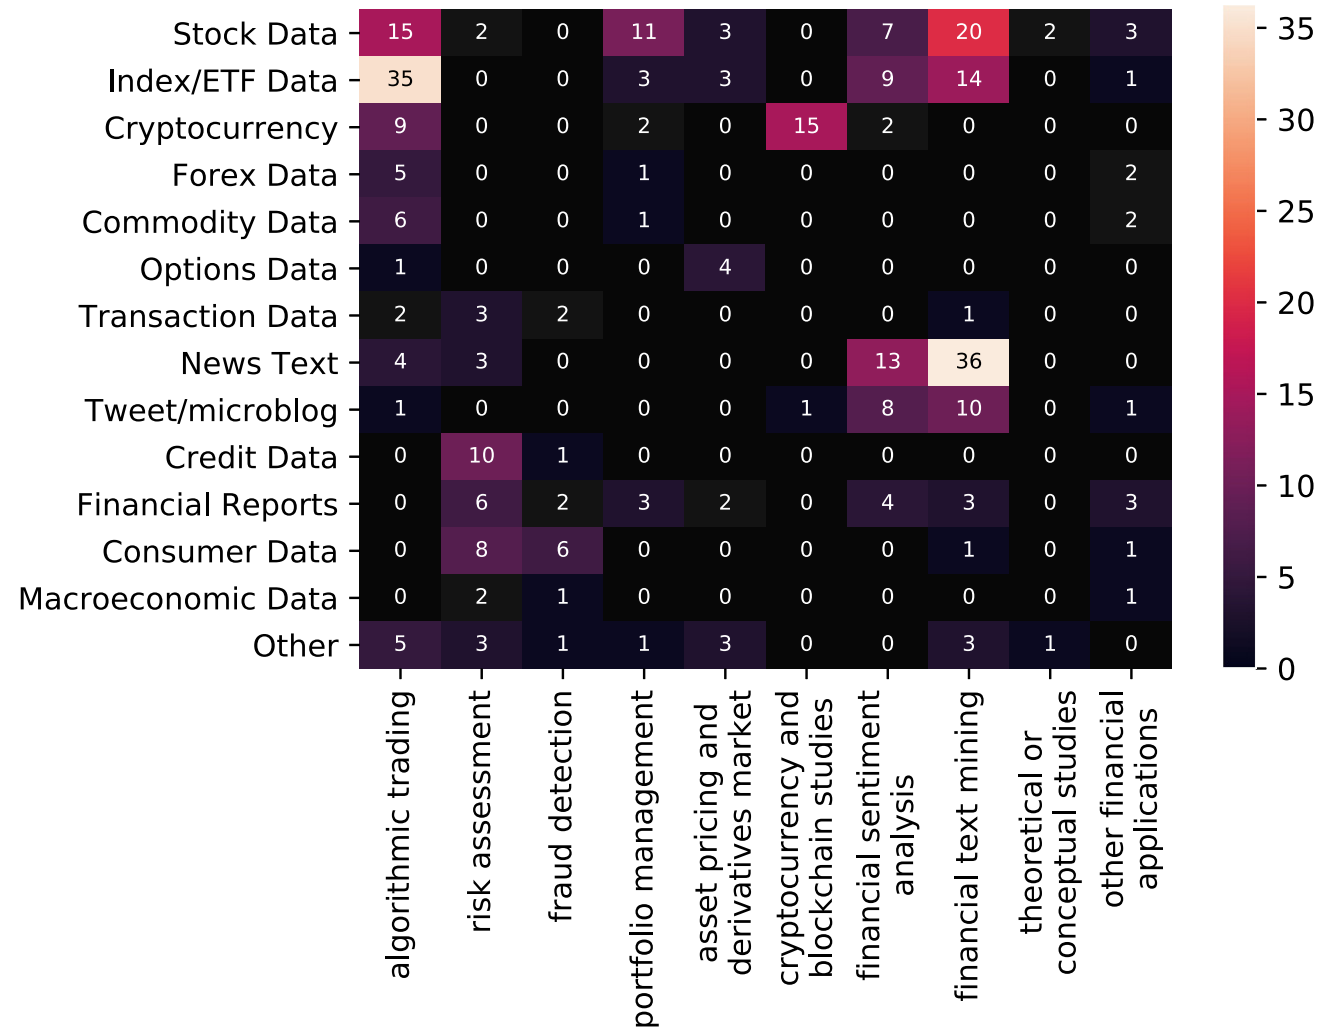 Stock Data 15 2 0 11 3 0 7 20 2 3
Index/ETF Data 35 0 0 3 3 0 9 14 0 1
Cryptocurrency 9 0 0 2 0 15 2 0 0 0
Forex Data 5 0 0 1 0 0 0 0 0 2
Commodity Data 6 0 0 1 0 0 0 0 0 2
Options Data 1 0 0 0 4 0 0 0 0 0
Transaction Data 2 3 2 0 0 0 0 1 0 0
News Text 4 3 0 0 0 0 13 36 0 0
Tweet/microblog 1 0 0 0 0 1 8 10 0 1
Credit Data 0 10 1 0 0 0 0 0 0 0
Financial Reports 0 6 2 3 2 0 4 3 0 3
Consumer Data 0 8 6 0 0 0 0 1 0 1
Macroeconomic Data 0 2 1 0 0 0 0 0 0 1
Other 5 3 1 1 3 0 0 3 1 0
algorithmic trading
risk assessment
fraud detection
portfolio management
asset pricing and
derivatives market
cryptocurrency and
blockchain studies
financial sentiment
analysis
financial text mining
theoretical or
conceptual studies
other financial
applications
35
30
25
20
15
10
5
0